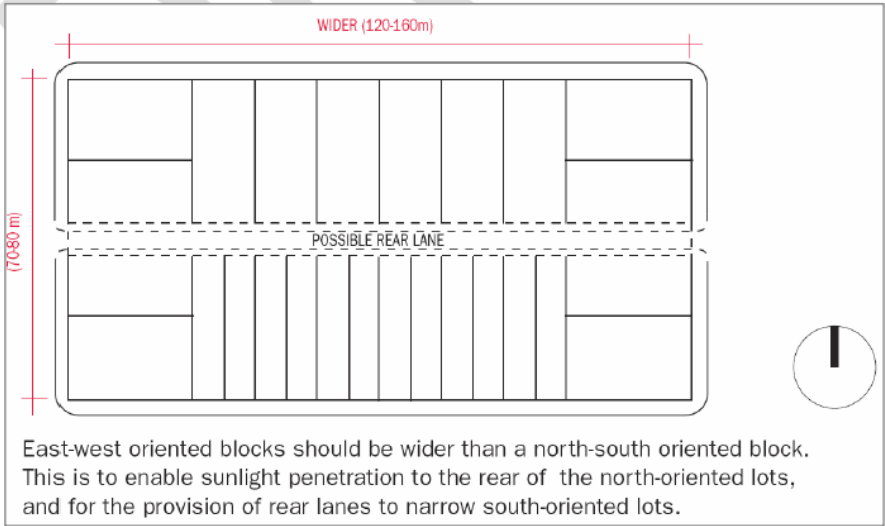 WIDER (120-160m)
(70-80 m)
POSSIBLE REAR LANE
East-west oriented blocks should be wider than a north-south oriented block.
This is to enable sunlight penetration to the rear of the north-oriented lots,
and for the provision of rear lanes to narrow south-oriented lots.